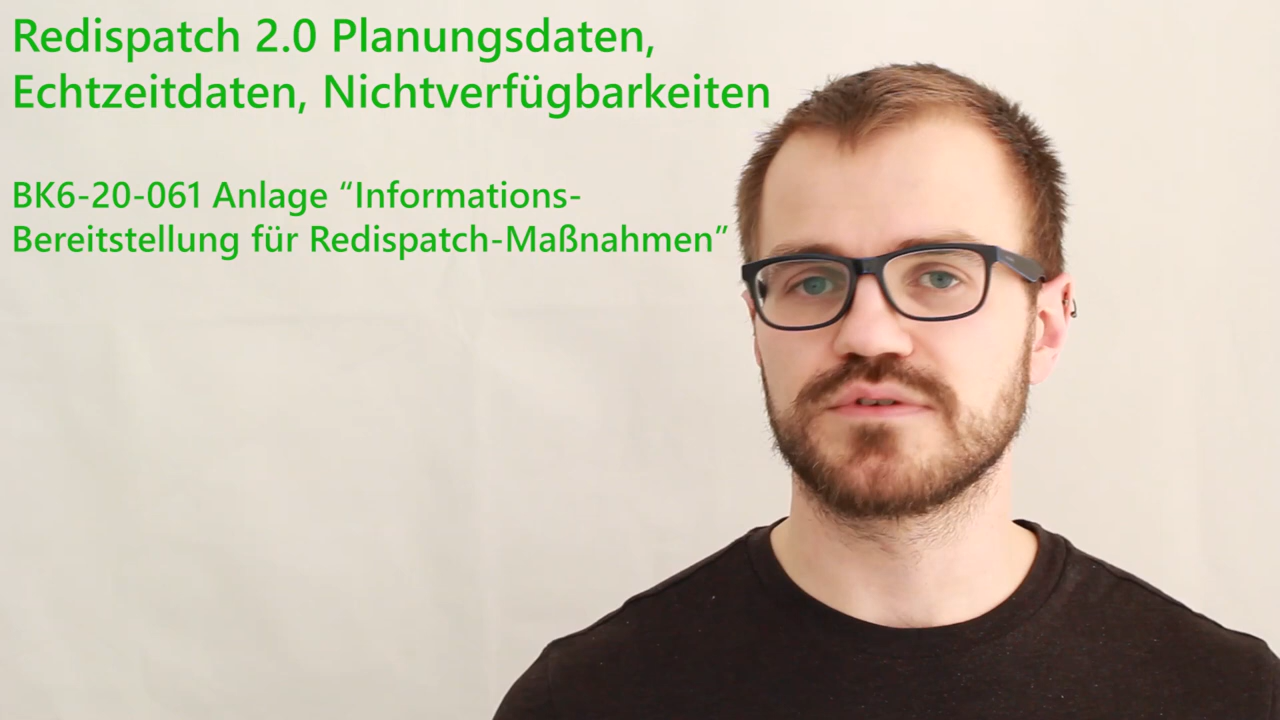 Redispatch 2.0 Planungsdaten,
Echtzeitdaten, Nichtverfügbarkeiten
BK6-20-061 Anlage “Informations-
Bereitstellung für Redispatch-Maßnahmen”